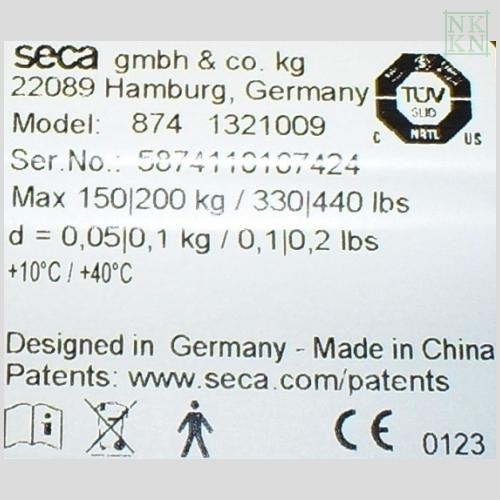 NK
KN
seca gmbh & co. kg
22089 Hamburg, Germany
TÜV
SÜD
NRTL
C US
Model: 874 1321009
Ser.No.: 5874110107424
Max 150|200 kg / 330|440 lbs
d = 0,05|0,1 kg / 0,1|0,2 lbs
+10°C / +40°C
Designed in Germany - Made in China
Patents: www.seca.com/patents
i
CE 0123